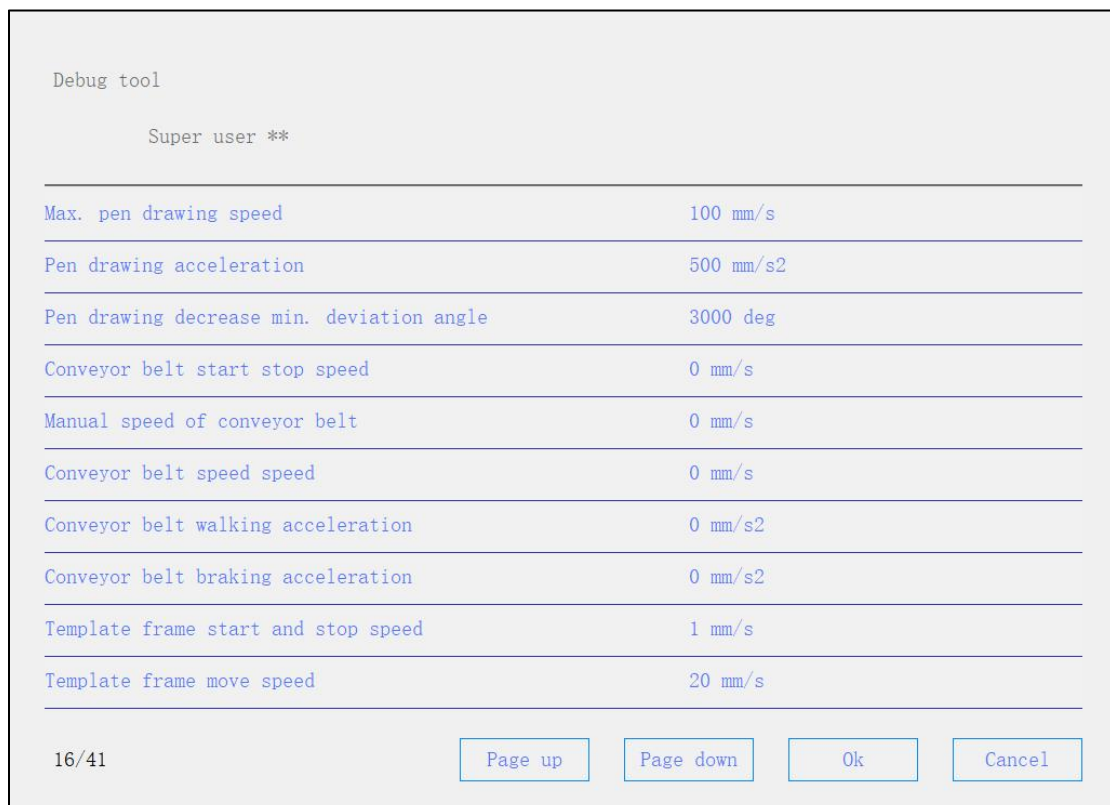 Debug tool
Super user **
Max. pen drawing speed 100 mm/s
Pen drawing acceleration 500 mm/s2
Pen drawing decrease min. deviation angle 3000 deg
Conveyor belt start stop speed 0 mm/s
Manual speed of conveyor belt 0 mm/s
Conveyor belt speed speed 0 mm/s
Conveyor belt walking acceleration 0 mm/s2
Conveyor belt braking acceleration 0 mm/s2
Template frame start and stop speed 1 mm/s
Template frame move speed 20 mm/s
16/41 Page up Page down Ok Cancel